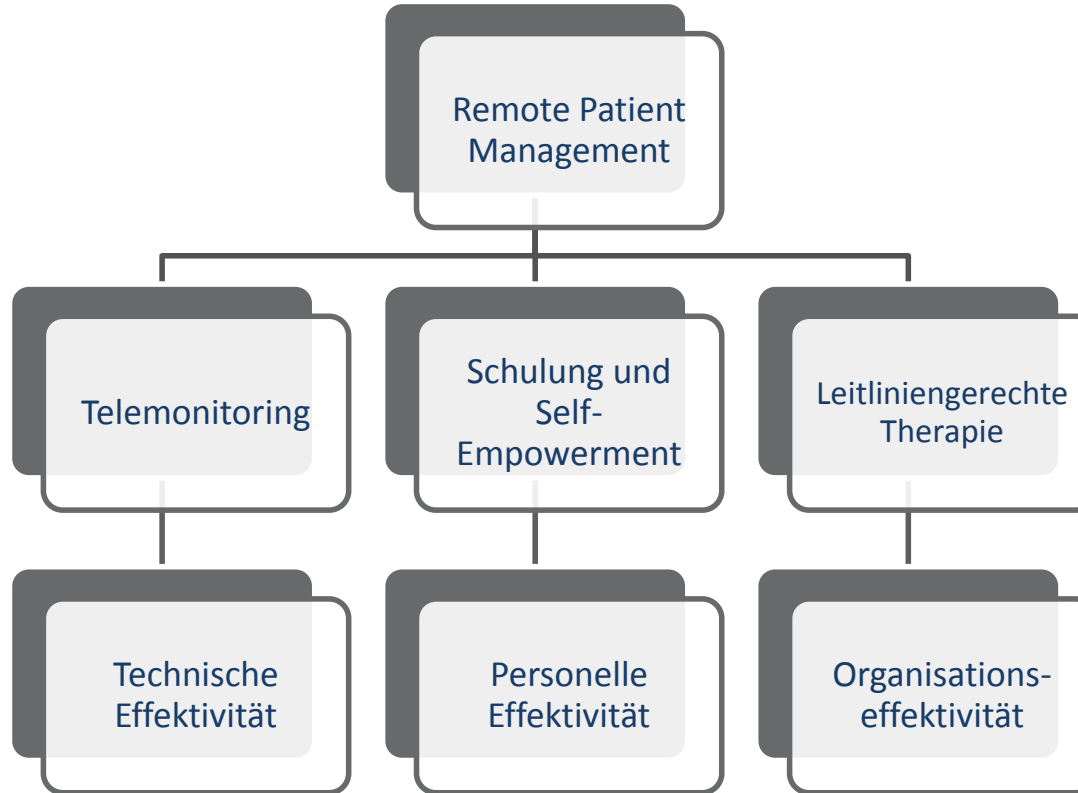 Remote Patient
Management
Telemonitoring
Schulung und
Self-
Empowerment
Leitliniengerechte
Therapie
Technische
Effektivität
Personelle
Effektivität
Organisations-
effektivität